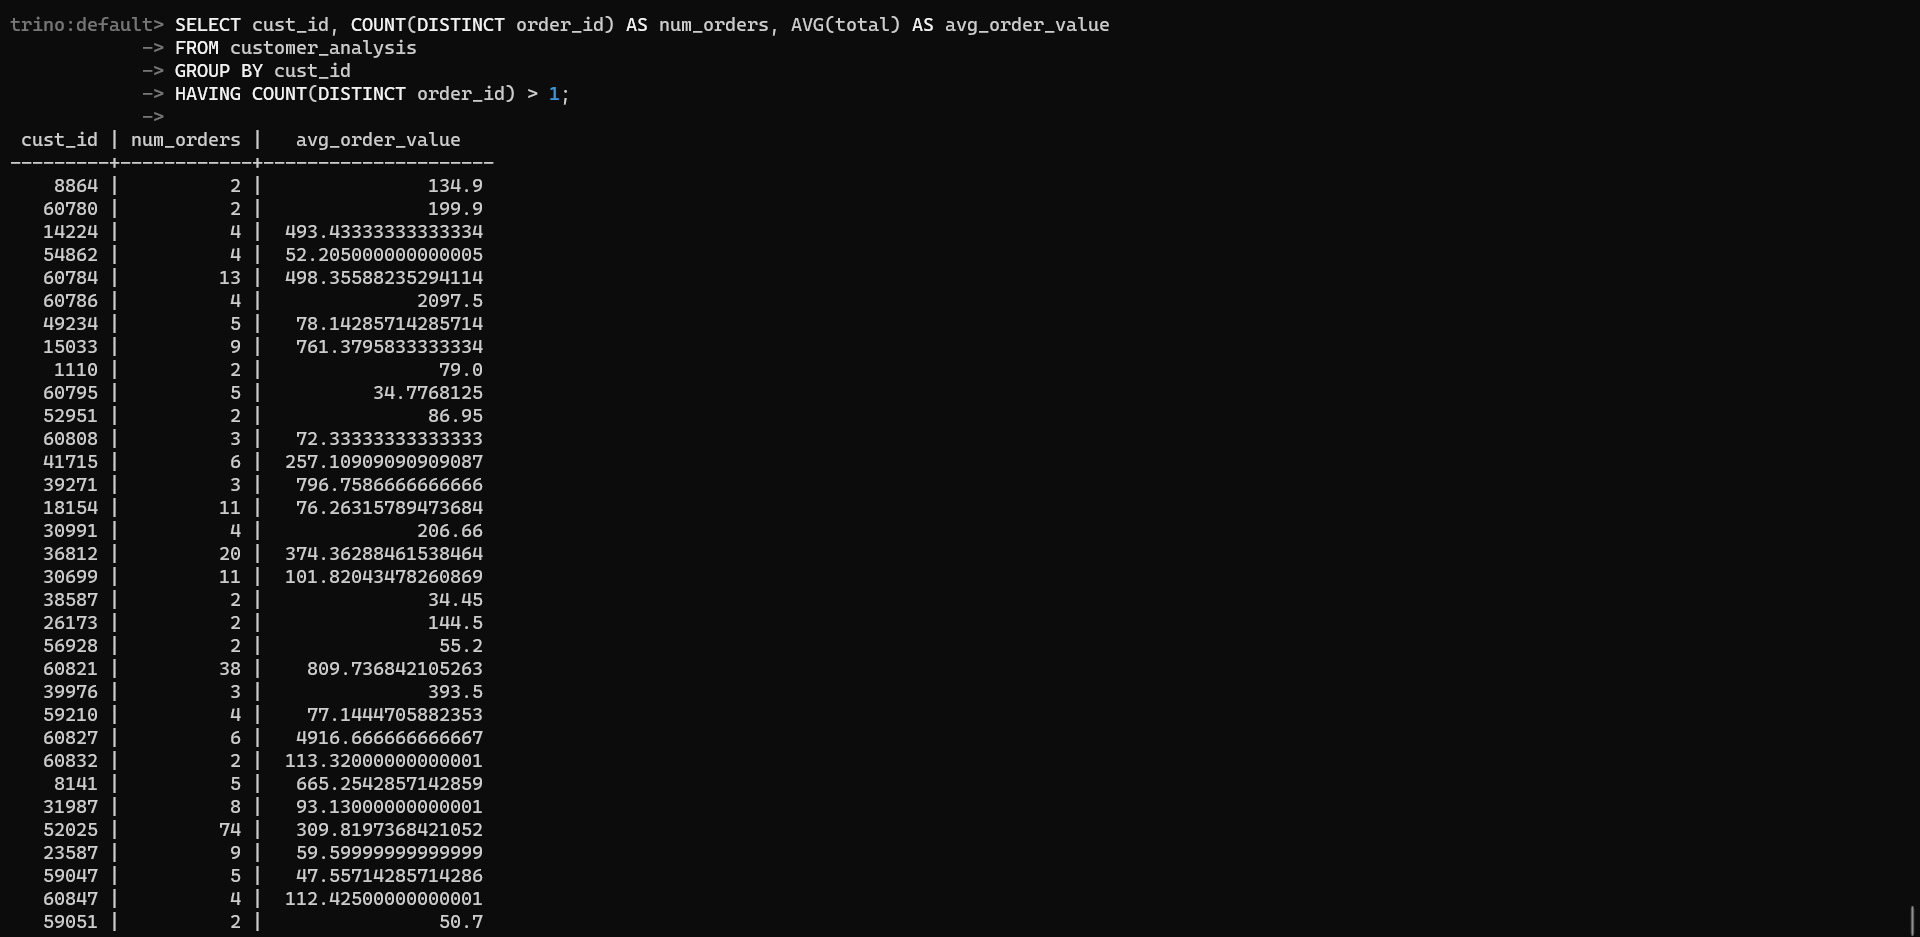 trino:default> SELECT cust_id, COUNT(DISTINCT order_id) AS num_orders, AVG(total) AS avg_order_value
            -> FROM customer_analysis
            -> GROUP BY cust_id
            -> HAVING COUNT(DISTINCT order_id) > 1;
            ->
 cust_id | num_orders |   avg_order_value
---------+------------+---------------------
    8864 |          2 |               134.9
   60780 |          2 |               199.9
   14224 |          4 |  493.43333333333334
   54862 |          4 |  52.205000000000005
   60784 |         13 |  498.35588235294114
   60786 |          4 |              2097.5
   49234 |          5 |   78.14285714285714
   15033 |          9 |   761.3795833333334
    1110 |          2 |                79.0
   60795 |          5 |          34.7768125
   52951 |          2 |               86.95
   60808 |          3 |   72.33333333333333
   41715 |          6 |  257.10909090909087
   39271 |          3 |   796.7586666666666
   18154 |         11 |   76.26315789473684
   30991 |          4 |              206.66
   36812 |         20 |  374.36288461538464
   30699 |         11 |  101.82043478260869
   38587 |          2 |               34.45
   26173 |          2 |               144.5
   56928 |          2 |                55.2
   60821 |         38 |    809.736842105263
   39976 |          3 |               393.5
   59210 |          4 |    77.1444705882353
   60827 |          6 |   4916.666666666667
   60832 |          2 |  113.32000000000001
    8141 |          5 |   665.2542857142859
   31987 |          8 |   93.13000000000001
   52025 |         74 |   309.8197368421052
   23587 |          9 |   59.59999999999999
   59047 |          5 |   47.55714285714286
   60847 |          4 |  112.42500000000001
   59051 |          2 |                50.7